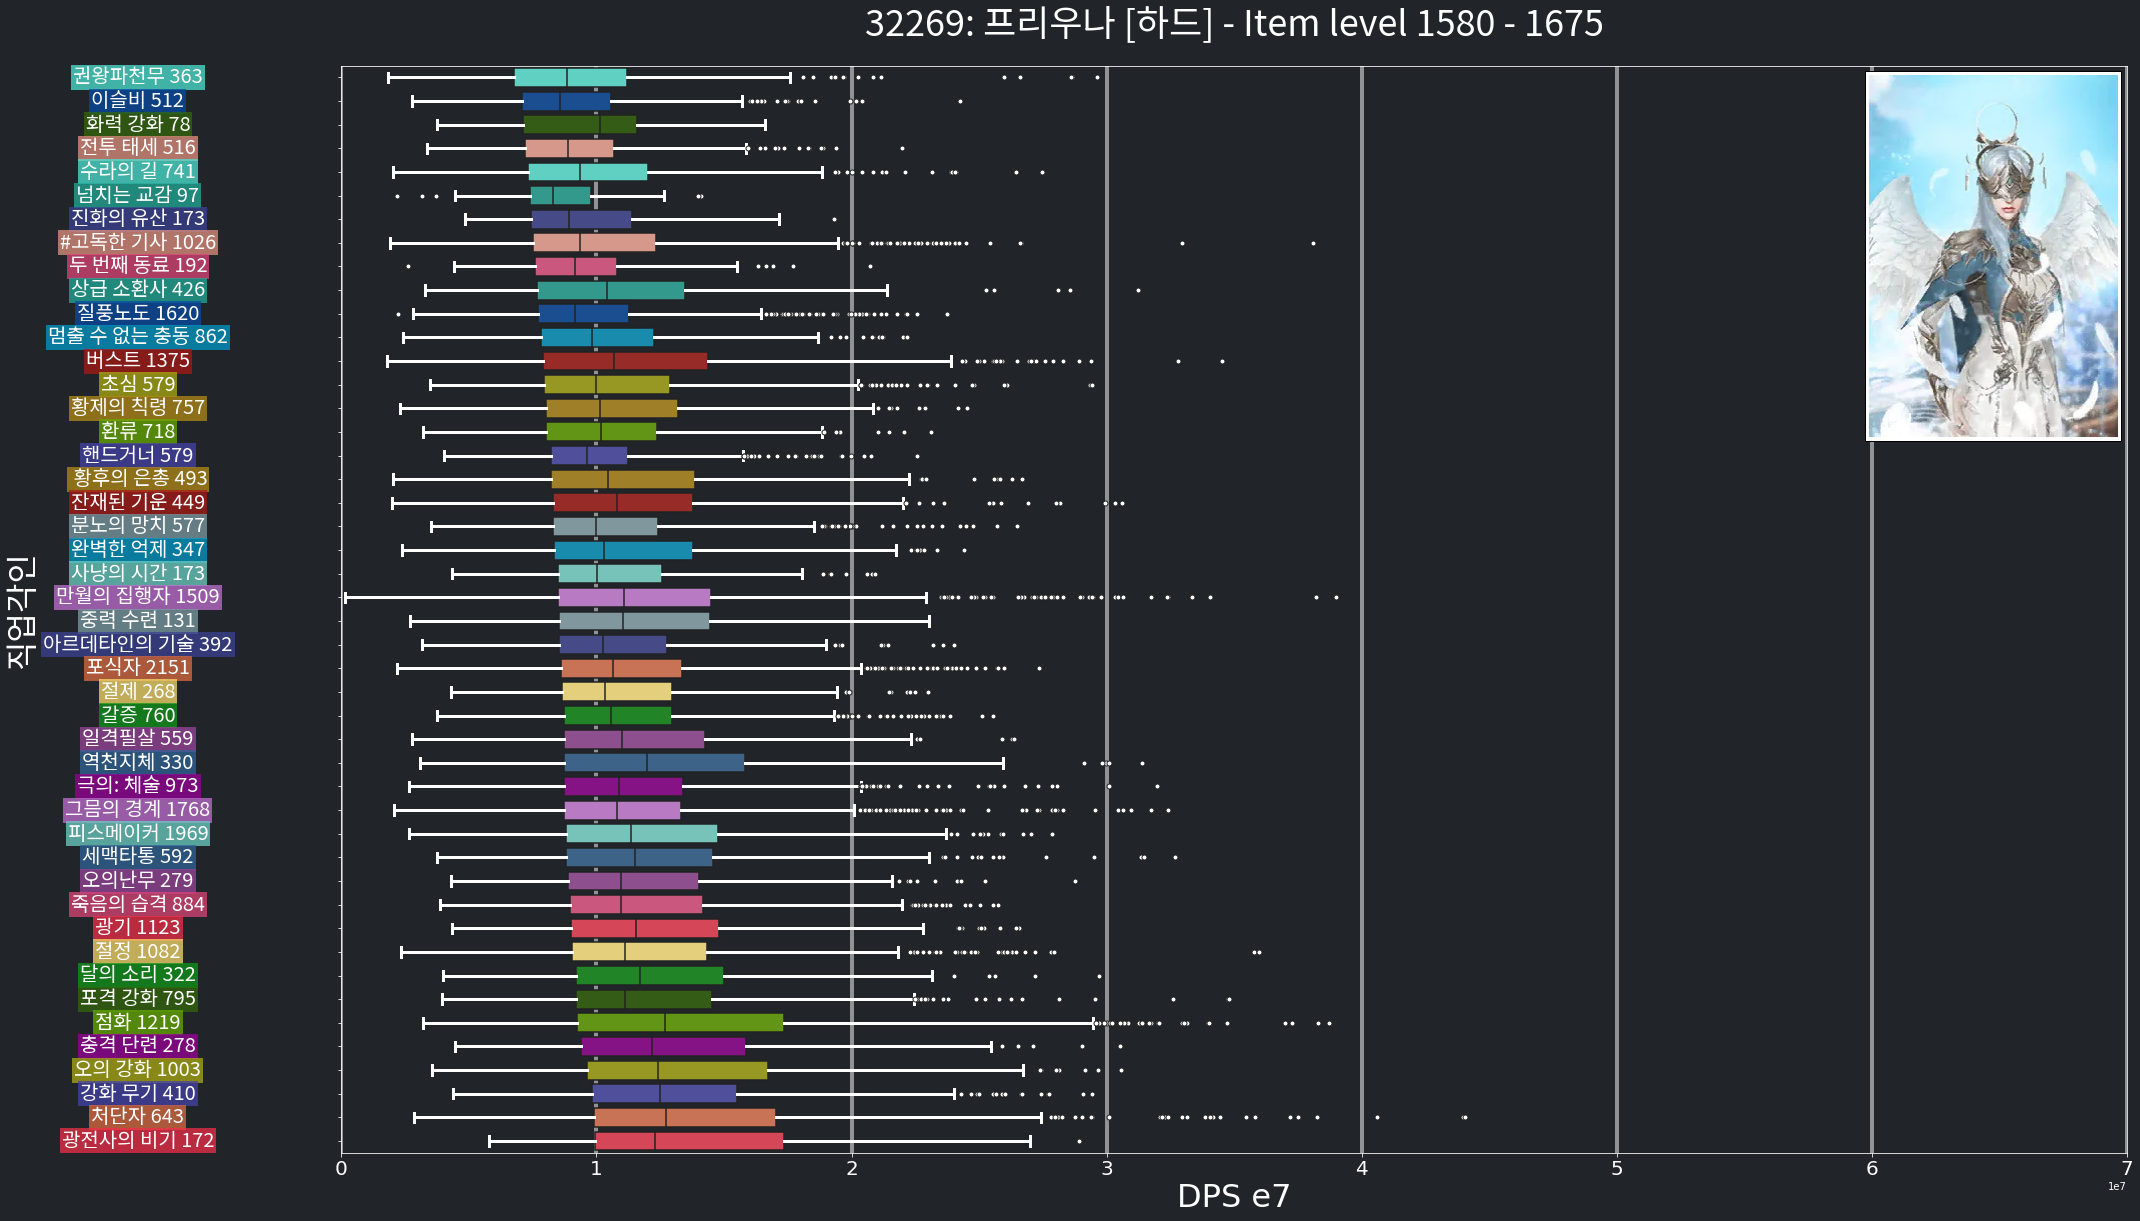 32269: 프리우나 [하드] - Item level 1580 - 1675
직업각인
권왕파천무 363
이슬비 512
화력 강화 78
전투 태세 516
수라의 길 741
넘치는 교감 97
진화의 유산 173
#고독한 기사 1026
두 번째 동료 192
상급 소환사 426
질풍노도 1620
멈출 수 없는 충동 862
버스트 1375
초심 579
황제의 칙령 757
환류 718
핸드거너 579
황후의 은총 493
잔재된 기운 449
분노의 망치 577
완벽한 억제 347
사냥의 시간 173
만월의 집행자 1509
중력 수련 131
아르데타인의 기술 392
포식자 2151
절제 268
갈증 760
일격필살 559
역천지체 330
극의: 체술 973
그믐의 경계 1768
피스메이커 1969
세맥타통 592
오의난무 279
죽음의 습격 884
광기 1123
절정 1082
달의 소리 322
포격 강화 795
점화 1219
충격 단련 278
오의 강화 1003
강화 무기 410
처단자 643
광전사의 비기 172
0 1 2 3 4 5 6 7
1e7
DPS e7